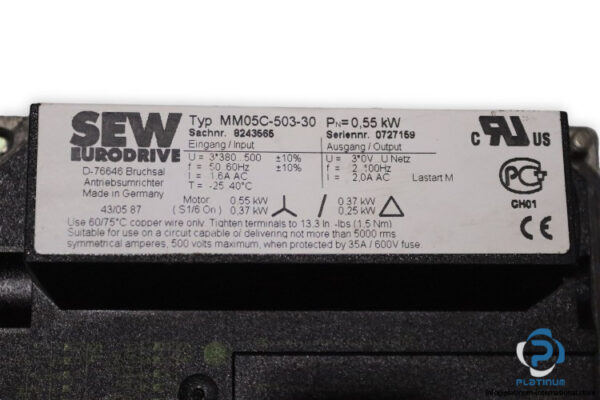 SEW
EURODRIVE
D-76646 Bruchsal
Antriebsumrichter
Made in Germany
43/05 87
Typ MM05C-503-30 PN=0,55 kW
Sachnr. 8243565 Seriennr. 0727159
Eingang/Input Ausgang/Output
U = 3*380..500 ±10% U = 3*0V..U Netz
f = 50..60Hz ±10% f = 2..100Hz
I = 1.6A AC I = 2,0A AC Lastart M
T = -25..40°C
Motor 0.55 kW 0.37 kW
( S1/6 On ) 0.37 kW 0.25 kW
Use 60/75°C copper wire only. Tighten terminals to 13.3 in.-lbs (1.5 Nm)
Suitable for use on a circuit capable of delivering not more than 5000 rms
symmetrical amperes, 500 volts maximum, when protected by 35A / 600V fuse.
C US
PC
CH01
CE
PLATINUM